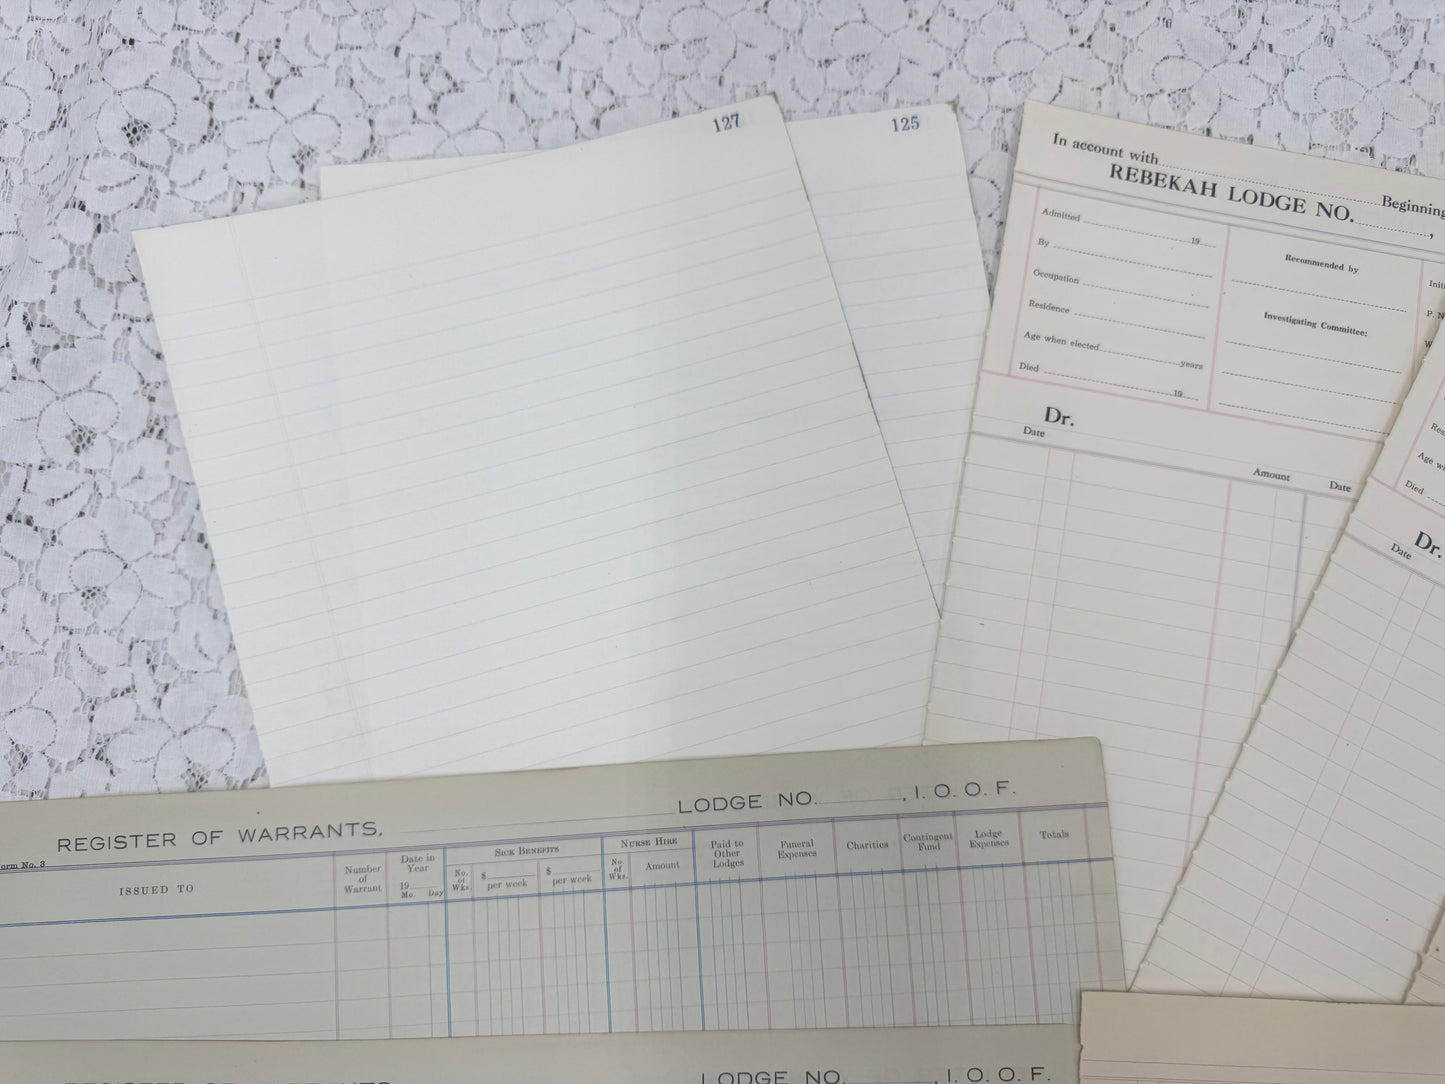 127
125
In account with
REBEKAH LODGE NO. ,
Beginning
Admitted 19
By
Occupation
Residence
Age when elected years
Died 19
Recommended by
Investigating Committee:
Dr.
Date Amount Date
Age
Died
Dr.
Date
REGISTER OF WARRANTS, LODGE NO. , I. O. O. F.
No. 8
ISSUED TO
Number of Warrant
Date in Year
19
Mo. Day
SICK BENEFITS
No. of Wks.
$ per week
$ per week
NURSE HIRE
No of Wks.
Amount
Paid to Other Lodges
Funeral Expenses
Charities
Contingent Fund
Lodge Expenses
Totals
LODGE NO. , I. O. O. F.